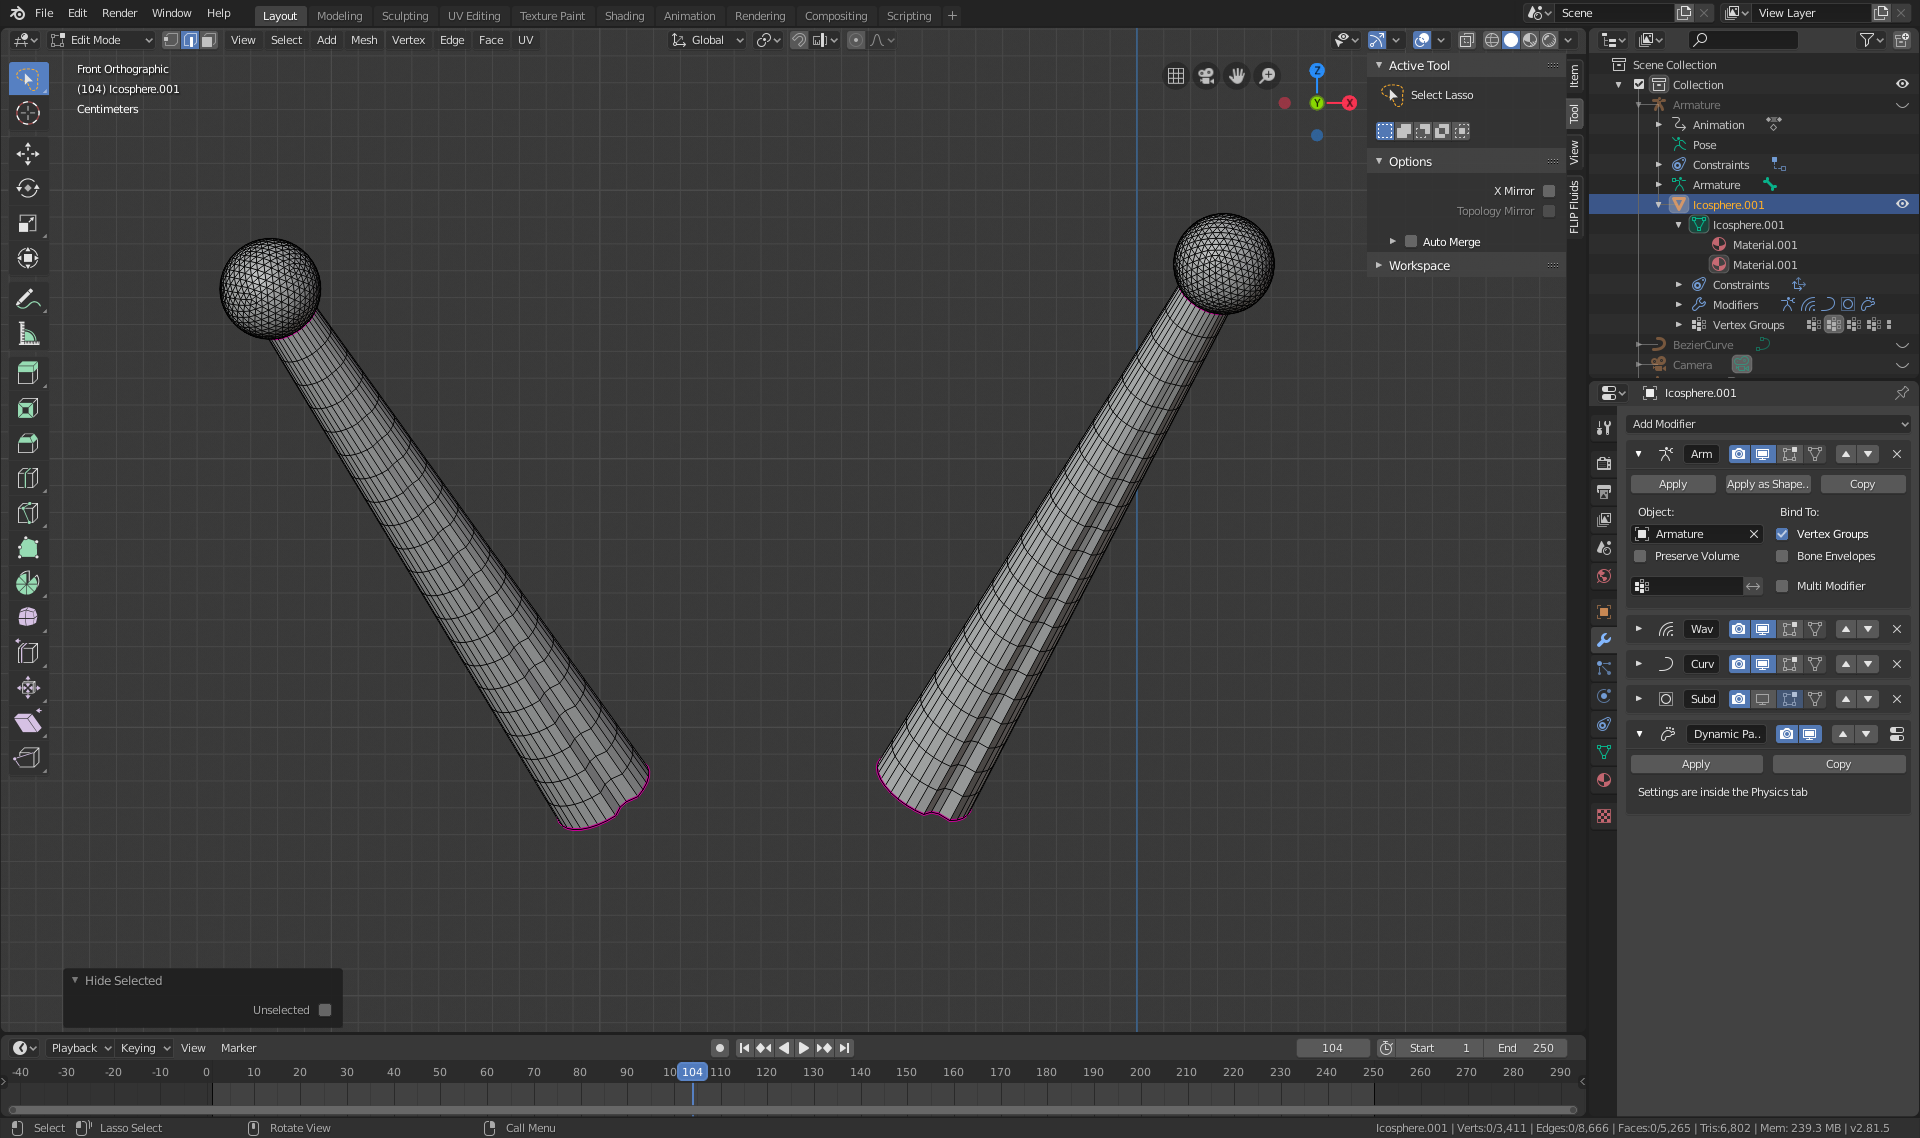 File Edit Render Window Help Layout Modeling Sculpting UV Editing Texture Paint Shading Animation Rendering Compositing Scripting + Scene View Layer
Edit Mode View Select Add Mesh Vertex Edge Face UV Global
Front Orthographic
(104) Icosphere.001
Centimeters
Z
Y
X
Active Tool
Select Lasso
Options
X Mirror
Topology Mirror
Auto Merge
Workspace
Item
Tool
View
FLIP Fluids
Scene Collection
Collection
Armature
Animation
Pose
Constraints
Armature
Icosphere.001
Icosphere.001
Material.001
Material.001
Constraints
Modifiers
Vertex Groups
BezierCurve
Camera
Icosphere.001
Add Modifier
Arm
Apply Apply as Shape.. Copy
Object: Bind To:
Armature Vertex Groups
Preserve Volume Bone Envelopes
Multi Modifier
Wav
Curv
Subd
Dynamic Pa..
Apply Copy
Settings are inside the Physics tab
Hide Selected
Unselected
Playback Keying View Marker 104 Start 1 End 250
-40 -30 -20 -10 0 10 20 30 40 50 60 70 80 90 10 104 110 120 130 140 150 160 170 180 190 200 210 220 230 240 250 260 270 280 290
Select Lasso Select Rotate View Call Menu Icosphere.001 | Verts:0/3,411 | Edges:0/8,666 | Faces:0/5,265 | Tris:6,802 | Mem: 239.3 MB | v2.81.5